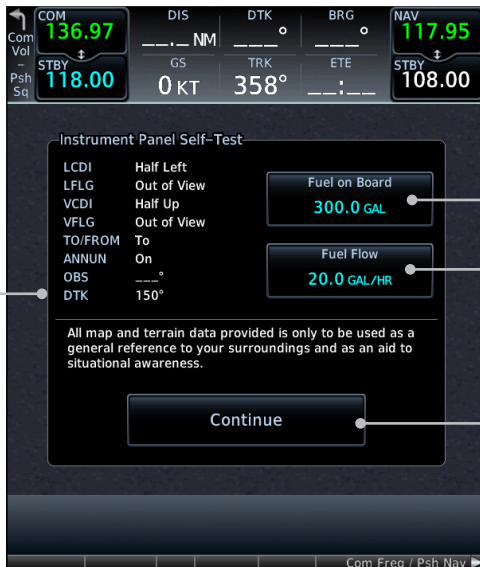 COM
136.97
Com
Vol
–
Psh
Sq
STBY
118.00
DIS
__._ NM
DTK
___°
BRG
___°
NAV
117.95
GS
0 KT
TRK
358°
ETE
__:__
STBY
108.00
Instrument Panel Self–Test
LCDI Half Left
LFLG Out of View
VCDI Half Up
VFLG Out of View
TO/FROM To
ANNUN On
OBS ___°
DTK 150°
Fuel on Board
300.0 GAL
Fuel Flow
20.0 GAL/HR
All map and terrain data provided is only to be used as a
general reference to your surroundings and as an aid to
situational awareness.
Continue
Com Freq / Psh Nav